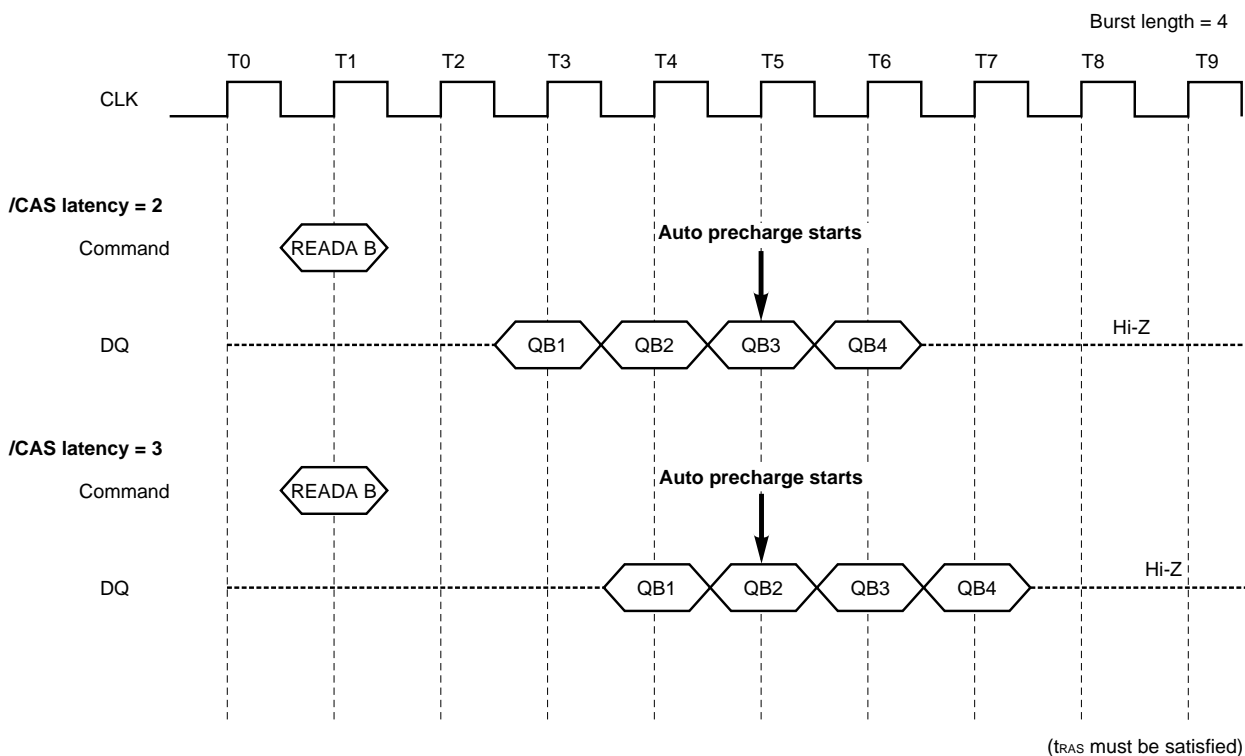 Burst length = 4
T0 T1 T2 T3 T4 T5 T6 T7 T8 T9
CLK
/CAS latency = 2
Command READA B
Auto precharge starts
DQ QB1 QB2 QB3 QB4 Hi-Z
/CAS latency = 3
Command READA B
Auto precharge starts
DQ QB1 QB2 QB3 QB4 Hi-Z
(tRAS must be satisfied)